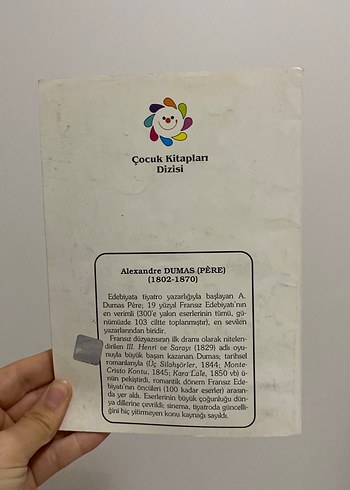 Çocuk Kitapları
Dizisi
Alexandre DUMAS (PÈRE)
(1802-1870)
Edebiyata tiyatro yazarlığıyla başlayan A.
Dumas Père; 19 yüzyıl Fransız Edebiyatı'nın
en verimli (300'e yakın eserlerinin tümü, gü-
nümüzde 103 ciltte toplanmıştır), en sevilen
yazarlarından biridir.
Fransız düzyazısının ilk dramı olarak nitelen-
dirilen III. Henri ve Sarayı (1829) adlı oyu-
nuyla büyük başarı kazanan Dumas; tarihsel
romanlarıyla (Üç Silahşörler, 1844; Monte-
Cristo Kontu, 1845; Kara Lale, 1850 vb) ü-
nün pekiştirdi, romantik dönem Fransız Ede-
biyatı'nın öncüleri (100 kadar eserle) arasın-
da yer aldı. Eserlerinin büyük çoğunluğu dün-
ya dillerine çevrildi; sinema, tiyatroda güncelli-
ğini hiç yitirmeyen konu kaynağı sayıldı.